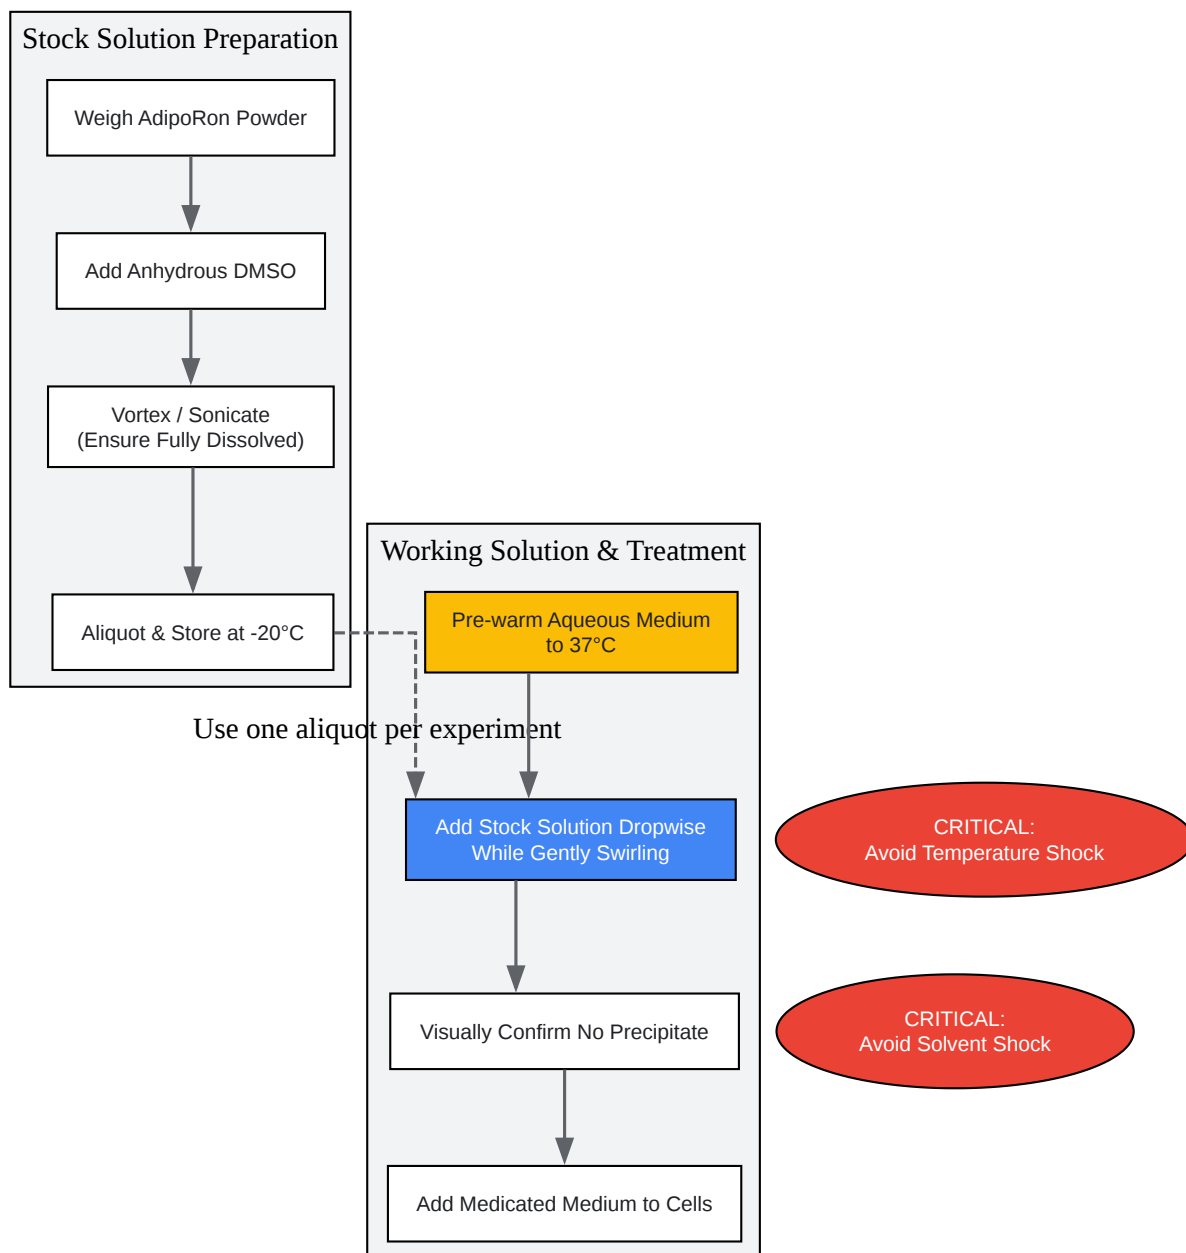 Stock Solution Preparation
Weigh AdipoRon Powder
Add Anhydrous DMSO
Vortex / Sonicate
(Ensure Fully Dissolved)
Aliquot & Store at -20°C
Working Solution & Treatment
Pre-warm Aqueous Medium
to 37°C
Use one aliquot per experiment
Add Stock Solution Dropwise
While Gently Swirling
CRITICAL:
Avoid Temperature Shock
Visually Confirm No Precipitate
CRITICAL:
Avoid Solvent Shock
Add Medicated Medium to Cells